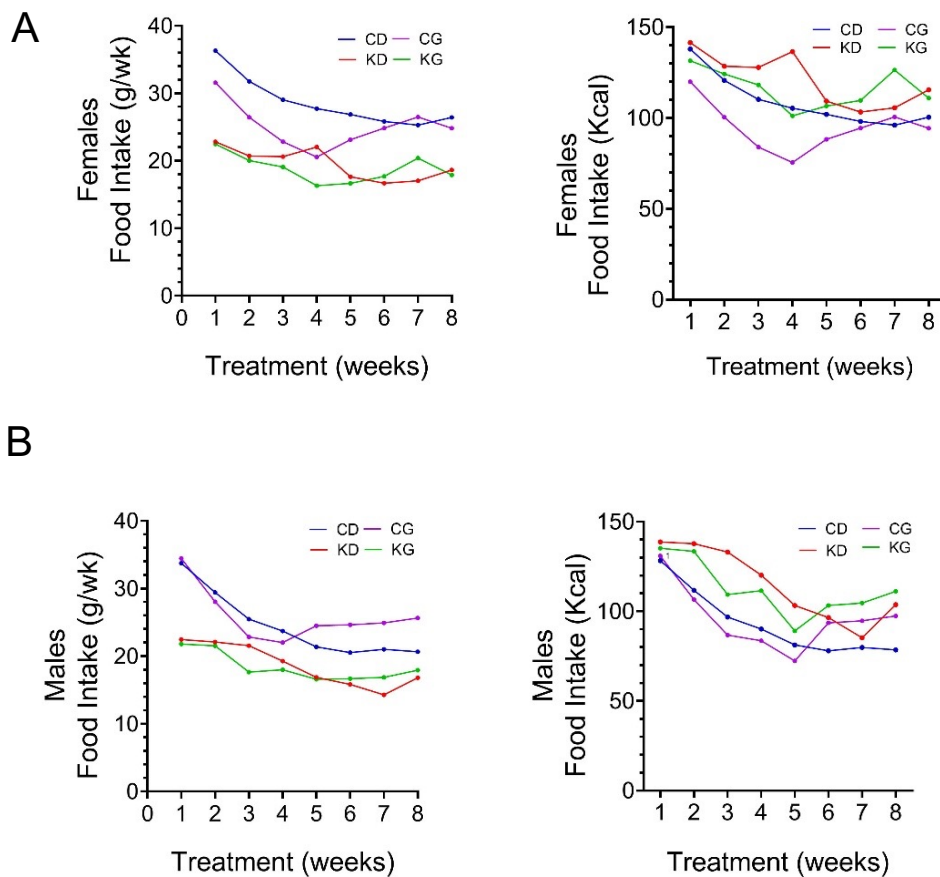 A
Females
Food Intake (g/wk)
40
30
20
10
0
CD CG
KD KG
0 1 2 3 4 5 6 7 8
Treatment (weeks)
Females
Food Intake (Kcal)
150
100
50
0
CD CG
KD KG
1 2 3 4 5 6 7 8
Treatment (weeks)
B
Males
Food Intake (g/wk)
40
30
20
10
0
CD CG
KD KG
0 1 2 3 4 5 6 7 8
Treatment (weeks)
Males
Food Intake (Kcal)
150
100
50
0
CD CG
KD KG
1 2 3 4 5 6 7 8
Treatment (weeks)